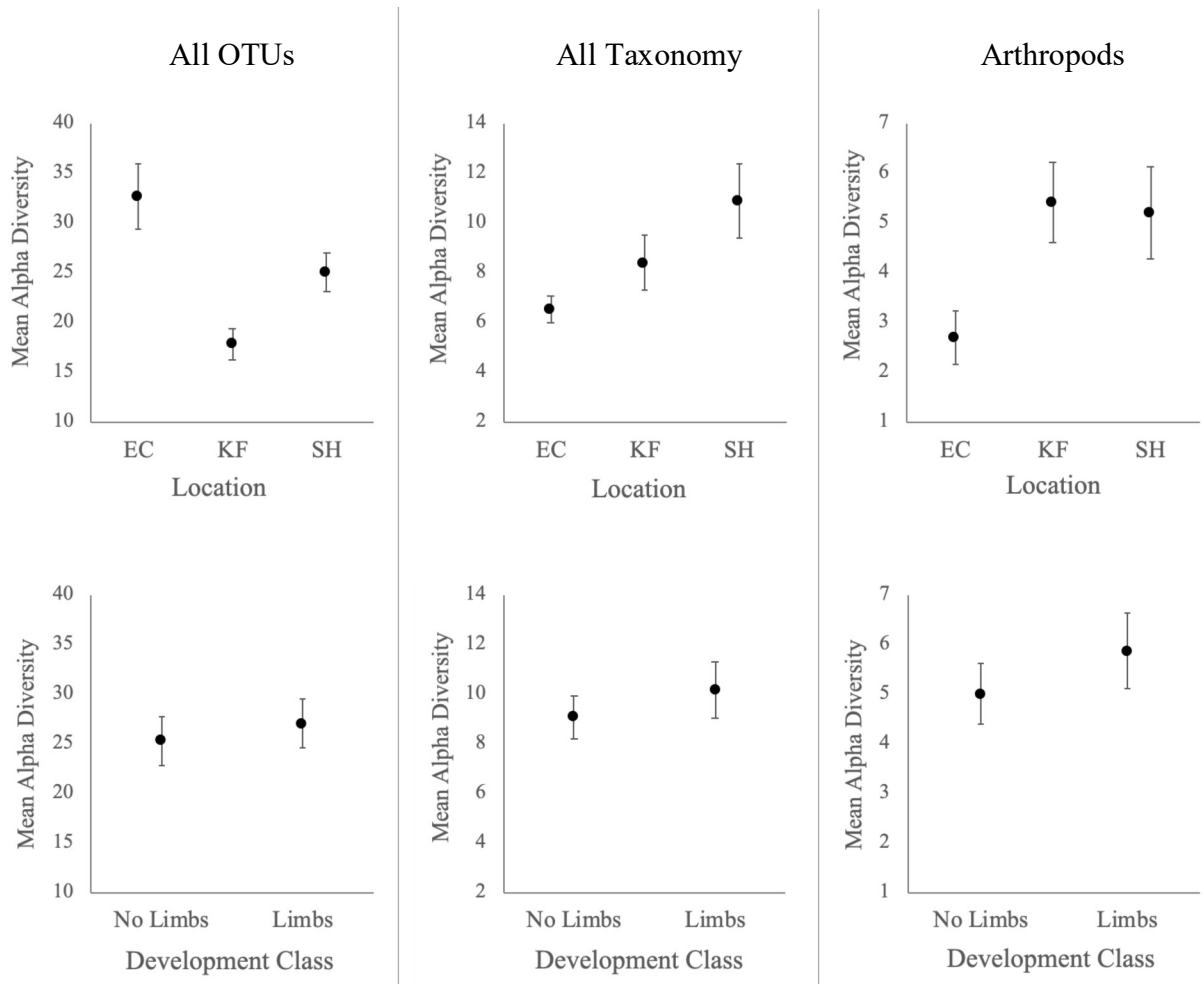 All OTUs
All Taxonomy
Arthropods
Mean Alpha Diversity
40
35
30
25
20
15
10
EC KF SH
Location
Mean Alpha Diversity
14
12
10
8
6
4
2
EC KF SH
Location
Mean Alpha Diversity
7
6
5
4
3
2
1
EC KF SH
Location
Mean Alpha Diversity
40
35
30
25
20
15
10
No Limbs Limbs
Development Class
Mean Alpha Diversity
14
12
10
8
6
4
2
No Limbs Limbs
Development Class
Mean Alpha Diversity
7
6
5
4
3
2
1
No Limbs Limbs
Development Class